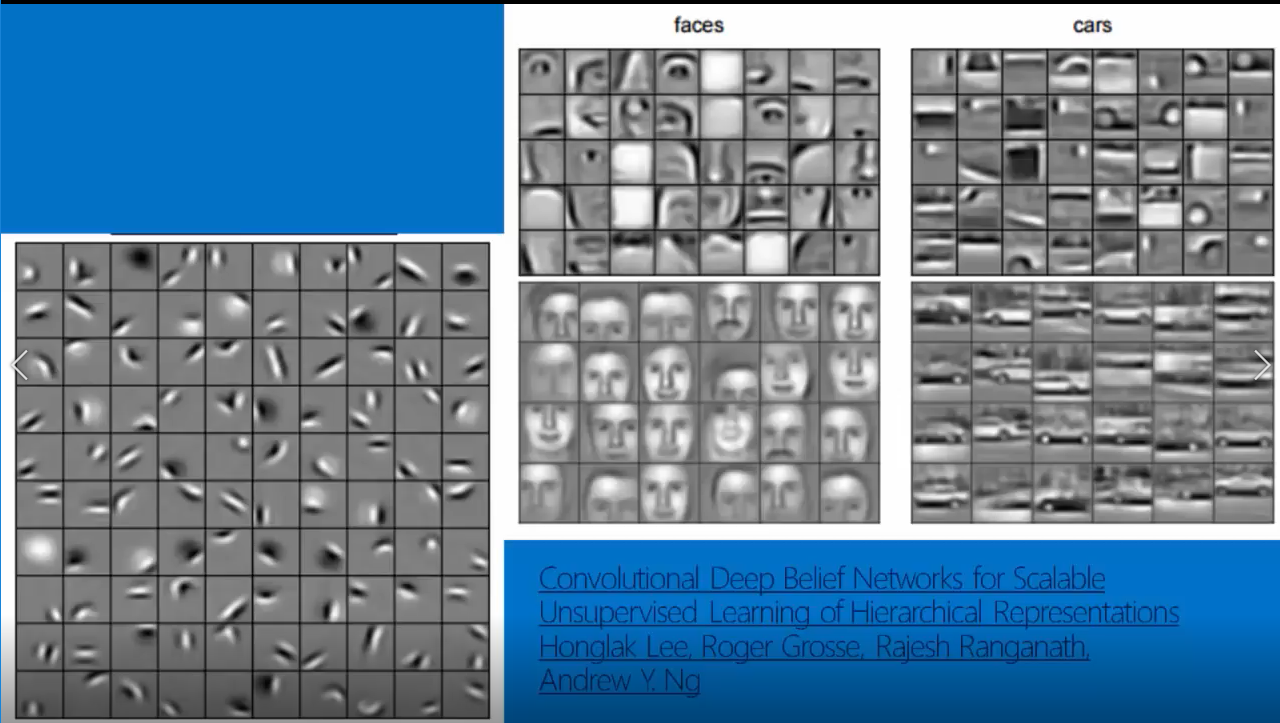 faces
cars
Convolutional Deep Belief Networks for Scalable
Unsupervised Learning of Hierarchical Representations
Honglak Lee, Roger Grosse, Rajesh Ranganath,
Andrew Y. Ng